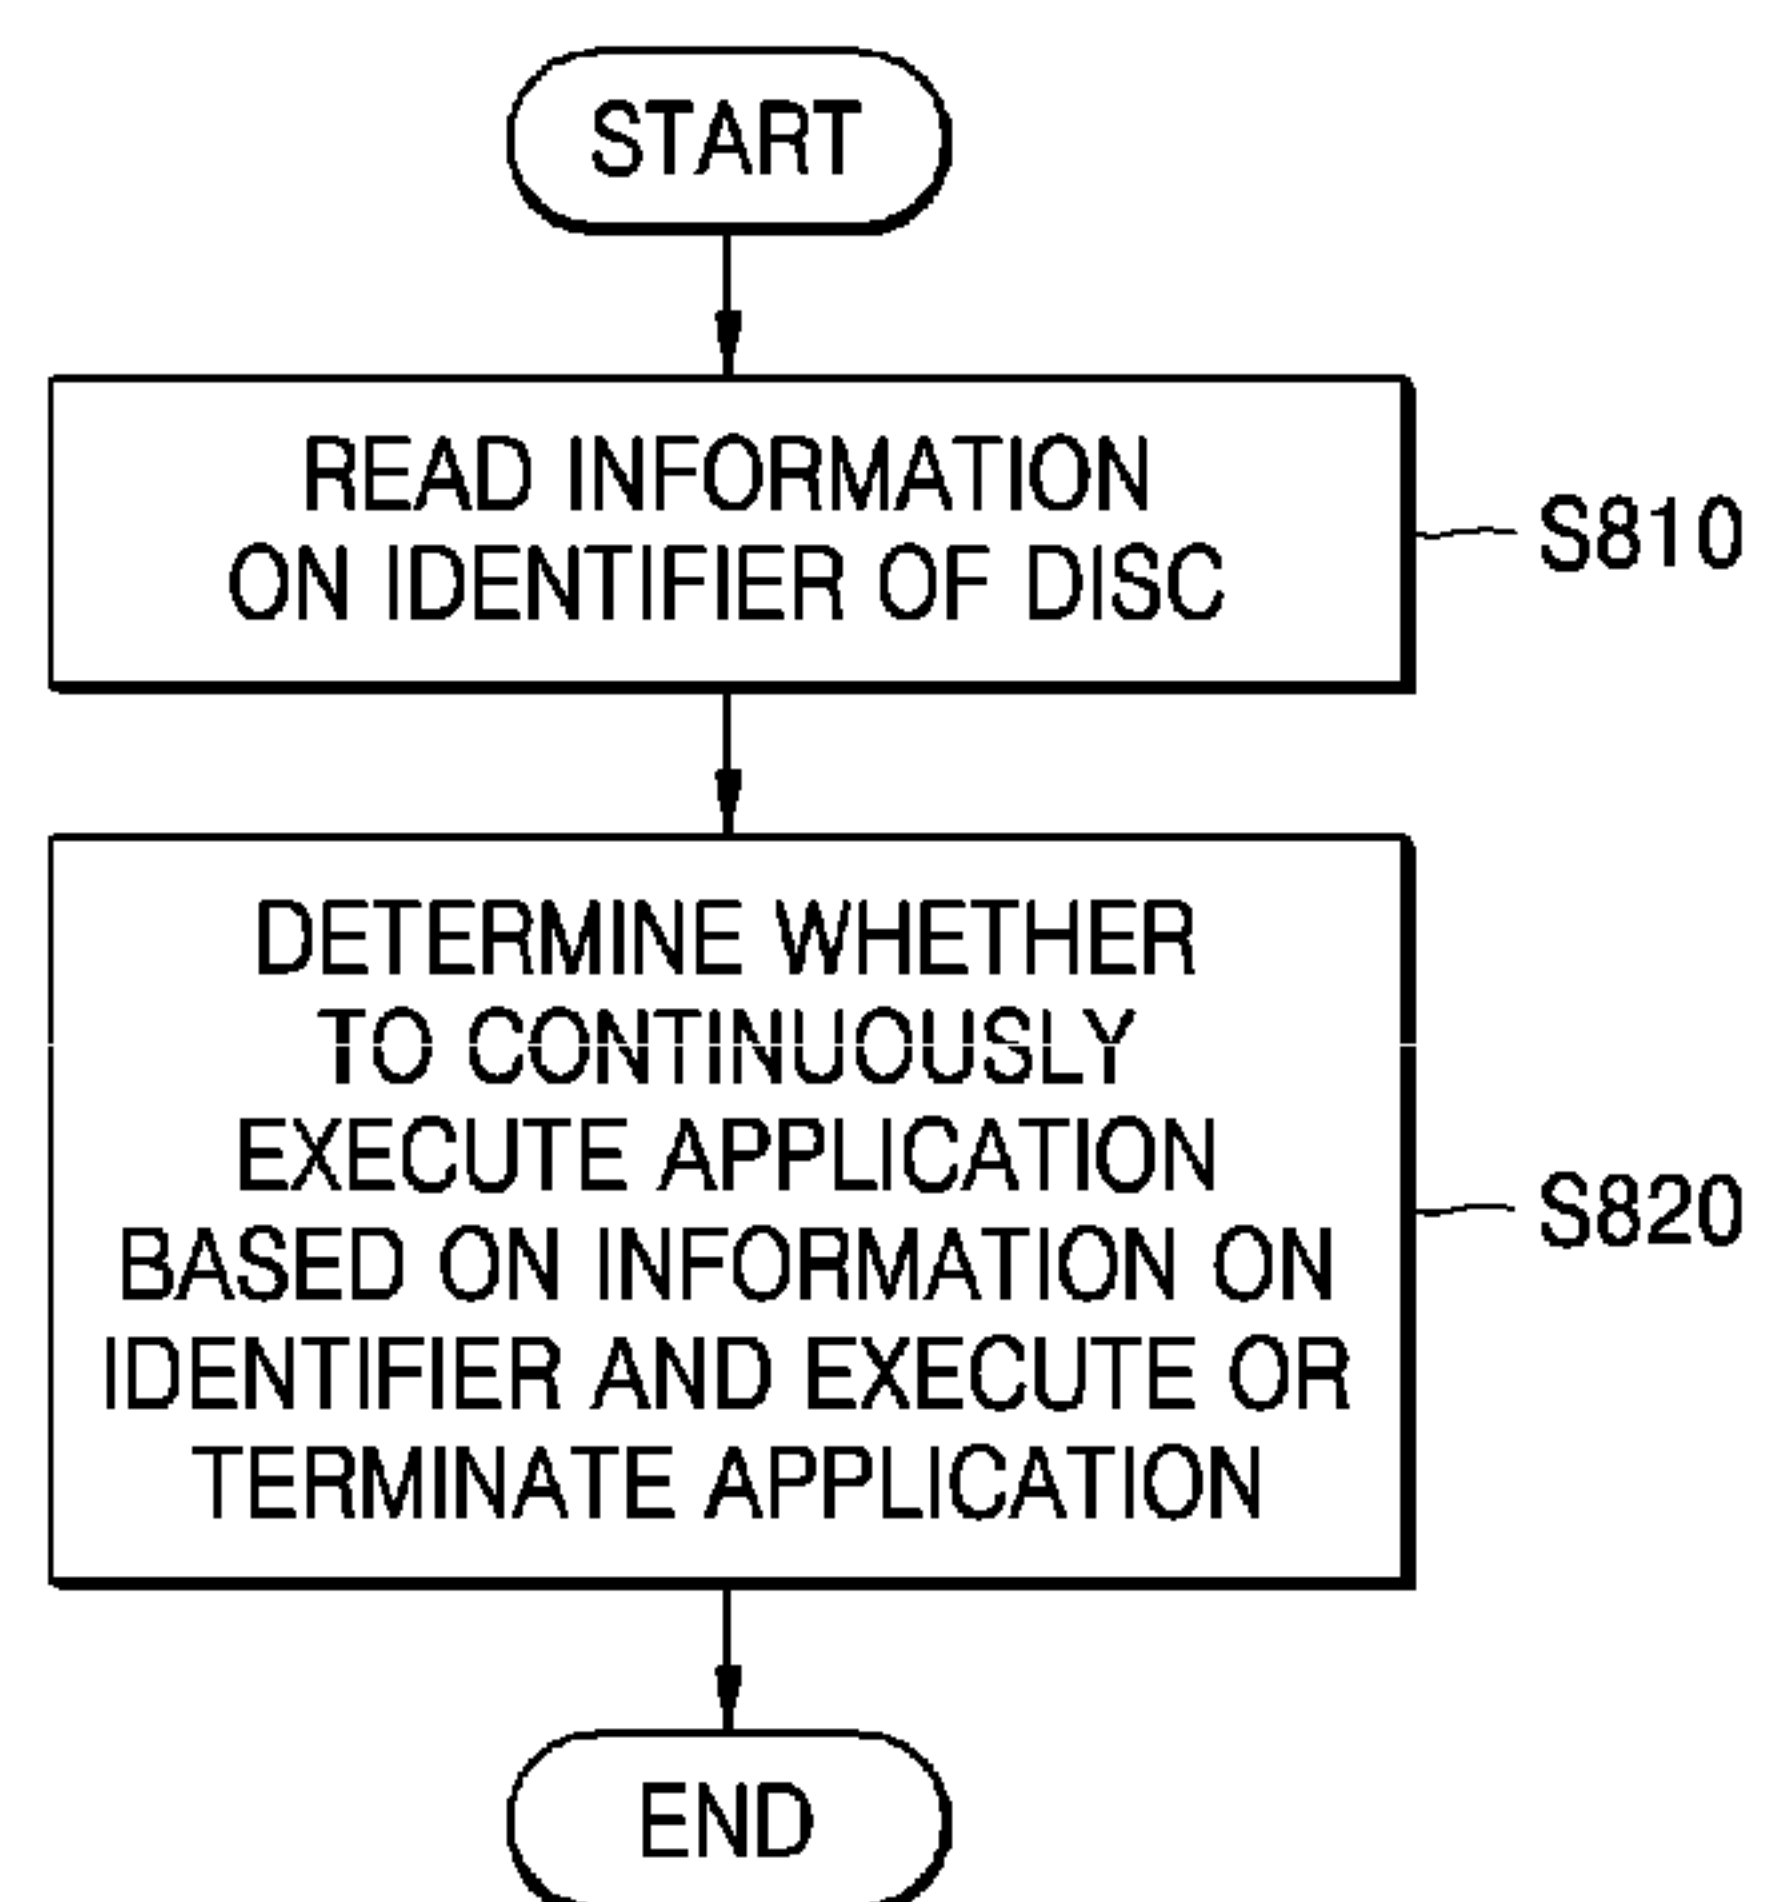 START
READ INFORMATION
ON IDENTIFIER OF DISC
S810
DETERMINE WHETHER
TO CONTINUOUSLY
EXECUTE APPLICATION
BASED ON INFORMATION ON
IDENTIFIER AND EXECUTE OR
TERMINATE APPLICATION
S820
END